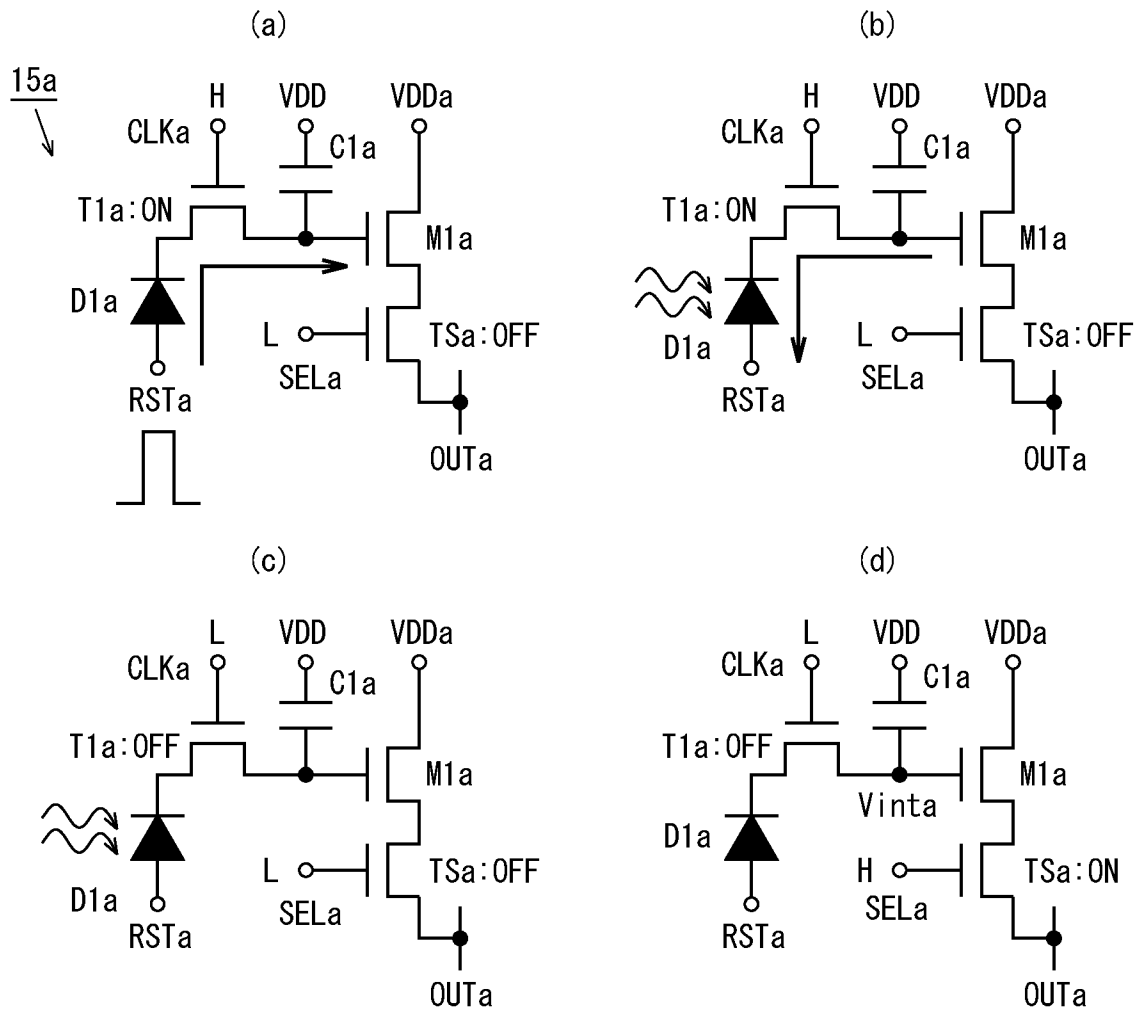 (a)
15a
H
VDD
VDDa
CLKa
C1a
T1a:ON
M1a
D1a
L
TSa:OFF
SELa
RSTa
OUTa
(b)
H
VDD
VDDa
CLKa
C1a
T1a:ON
M1a
D1a
L
TSa:OFF
SELa
RSTa
OUTa
(c)
L
VDD
VDDa
CLKa
C1a
T1a:OFF
M1a
D1a
L
TSa:OFF
SELa
RSTa
OUTa
(d)
L
VDD
VDDa
CLKa
C1a
T1a:OFF
M1a
Vinta
D1a
H
TSa:ON
SELa
RSTa
OUTa